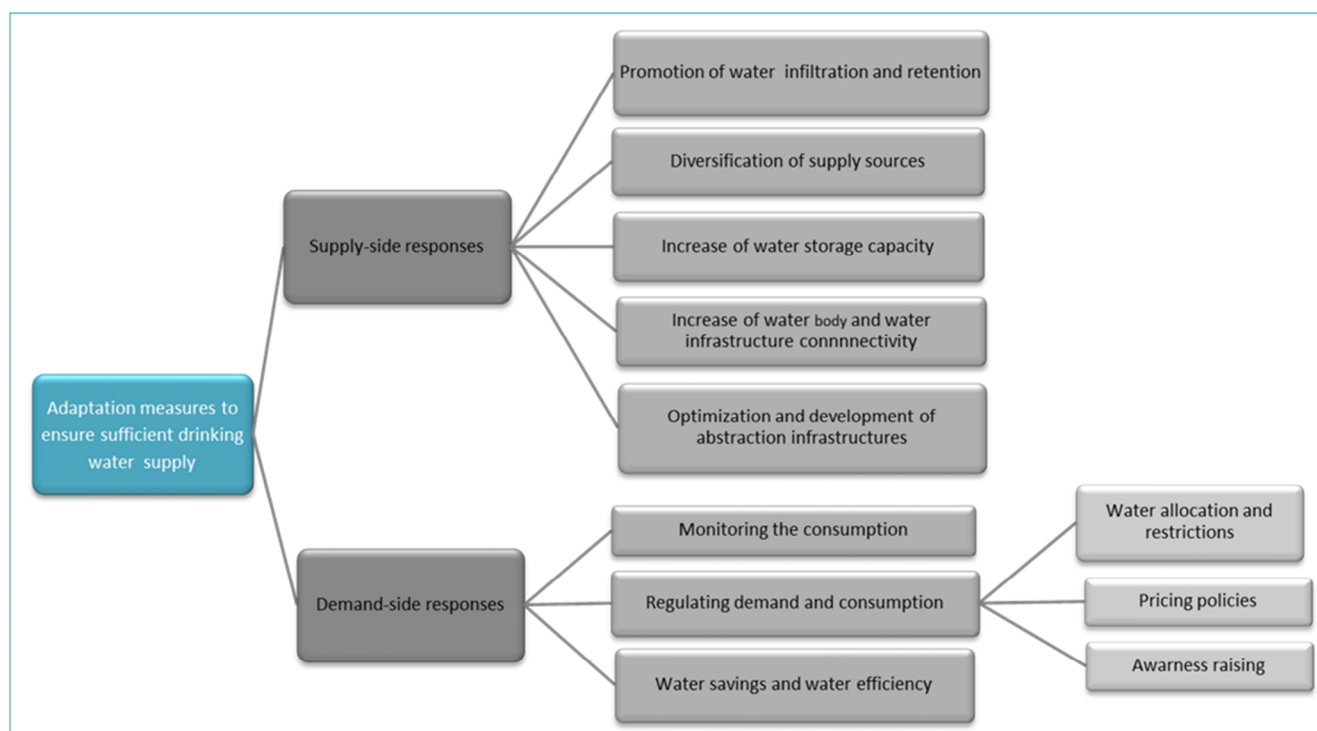 Promotion of water infiltration and retention
Diversification of supply sources
Supply-side responses
Increase of water storage capacity
Increase of water body and water
infrastructure connnnectivity
Adaptation measures to
ensure sufficient drinking
water supply
Optimization and development of
abstraction infrastructures
Monitoring the consumption
Water allocation and
restrictions
Demand-side responses
Regulating demand and consumption
Pricing policies
Water savings and water efficiency
Awarness raising